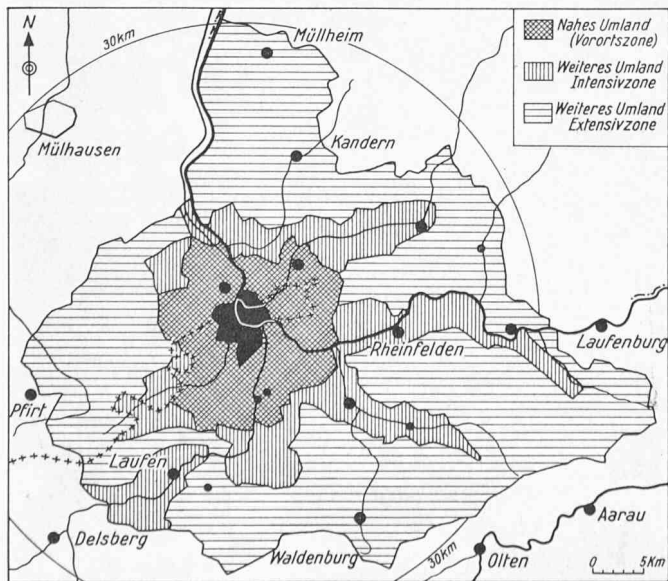 N
30km
Müllheim
Nahes Umland
(Vorortszone)
Weiteres Umland
Intensivzone
Weiteres Umland
Extensivzone
Mülhausen
Kandern
Rheinfelden
Laufenburg
Pfirt
Laufen
Delsberg
Waldenburg
30km
Olten
Aarau
0 5Km